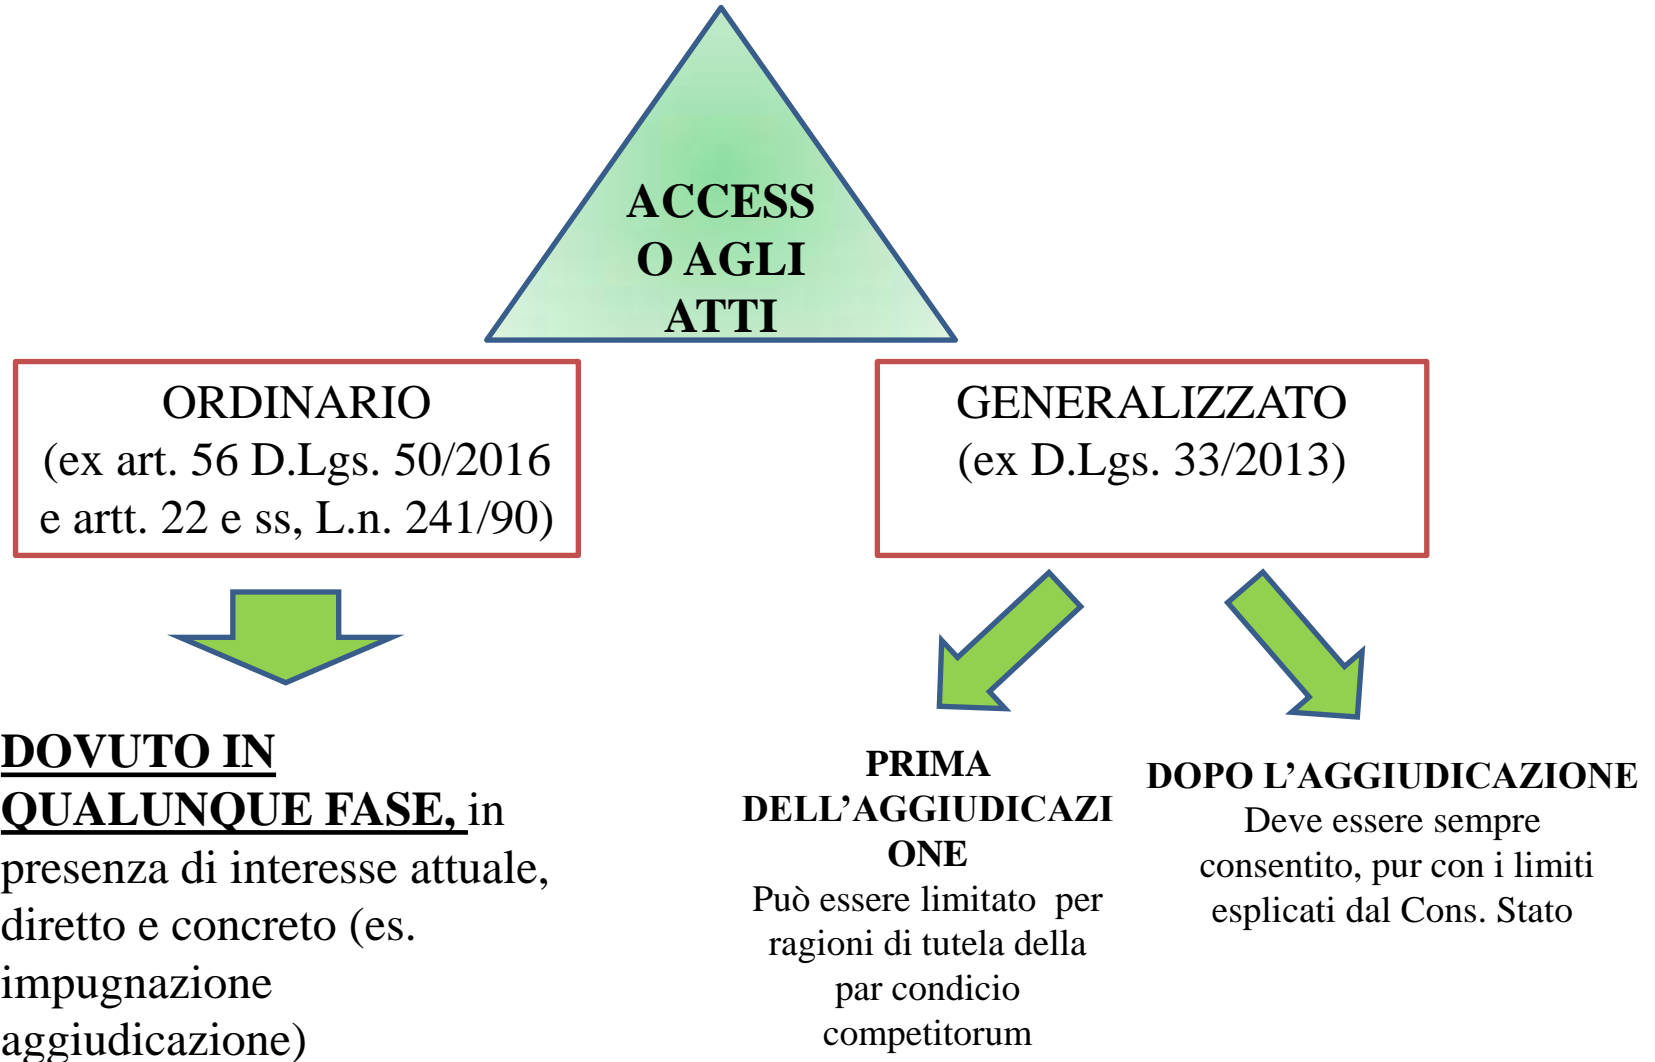 ACCESS
O AGLI
ATTI
ORDINARIO
(ex art. 56 D.Lgs. 50/2016
e artt. 22 e ss, L.n. 241/90)
GENERALIZZATO
(ex D.Lgs. 33/2013)
DOVUTO IN
QUALUNQUE FASE, in
presenza di interesse attuale,
diretto e concreto (es.
impugnazione
aggiudicazione)
PRIMA
DELL’AGGIUDICAZI
ONE
Può essere limitato per
ragioni di tutela della
par condicio
competitorum
DOPO L’AGGIUDICAZIONE
Deve essere sempre
consentito, pur con i limiti
esplicati dal Cons. Stato